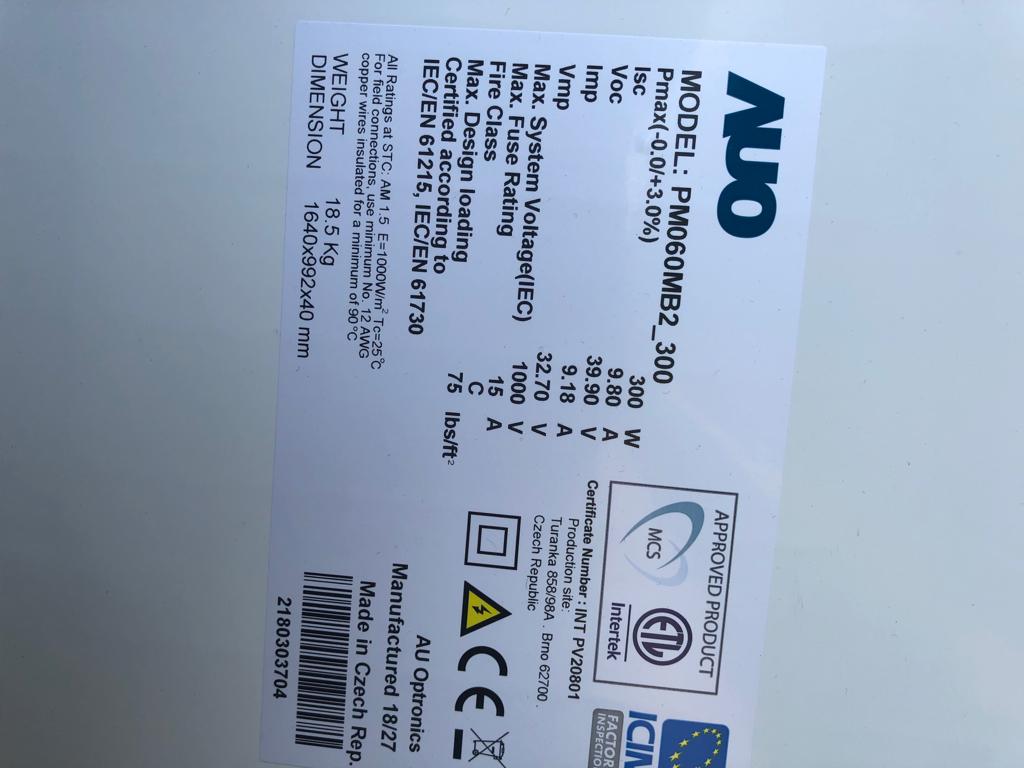 AUO
MODEL: PM060MB2_300
Pmax(-0.0/+3.0%) 300 W
Isc 9.80 A
Voc 39.90 V
Imp 9.18 A
Vmp 32.70 V
Max. System Voltage(IEC) 1000 V
Max. Fuse Rating 15 A
Fire Class C
Max. Design loading 75 lbs/ft²
Certified according to
IEC/EN 61215, IEC/EN 61730
All Ratings at STC: AM 1.5 E=1000W/m² Tc=25℃
For field connections, use minimum No. 12 AWG
copper wires insulated for a minimum of 90℃
WEIGHT 18.5 Kg
DIMENSION 1640x992x40 mm
APPROVED PRODUCT
MCS
ETL
Intertek
Certificate Number : INT PV20801
Production site:
Turanka 858/98A . Brno 62700 .
Czech Republic
CE
AU Optronics
Manufactured 18/27
Made in Czech Rep.
2180303704